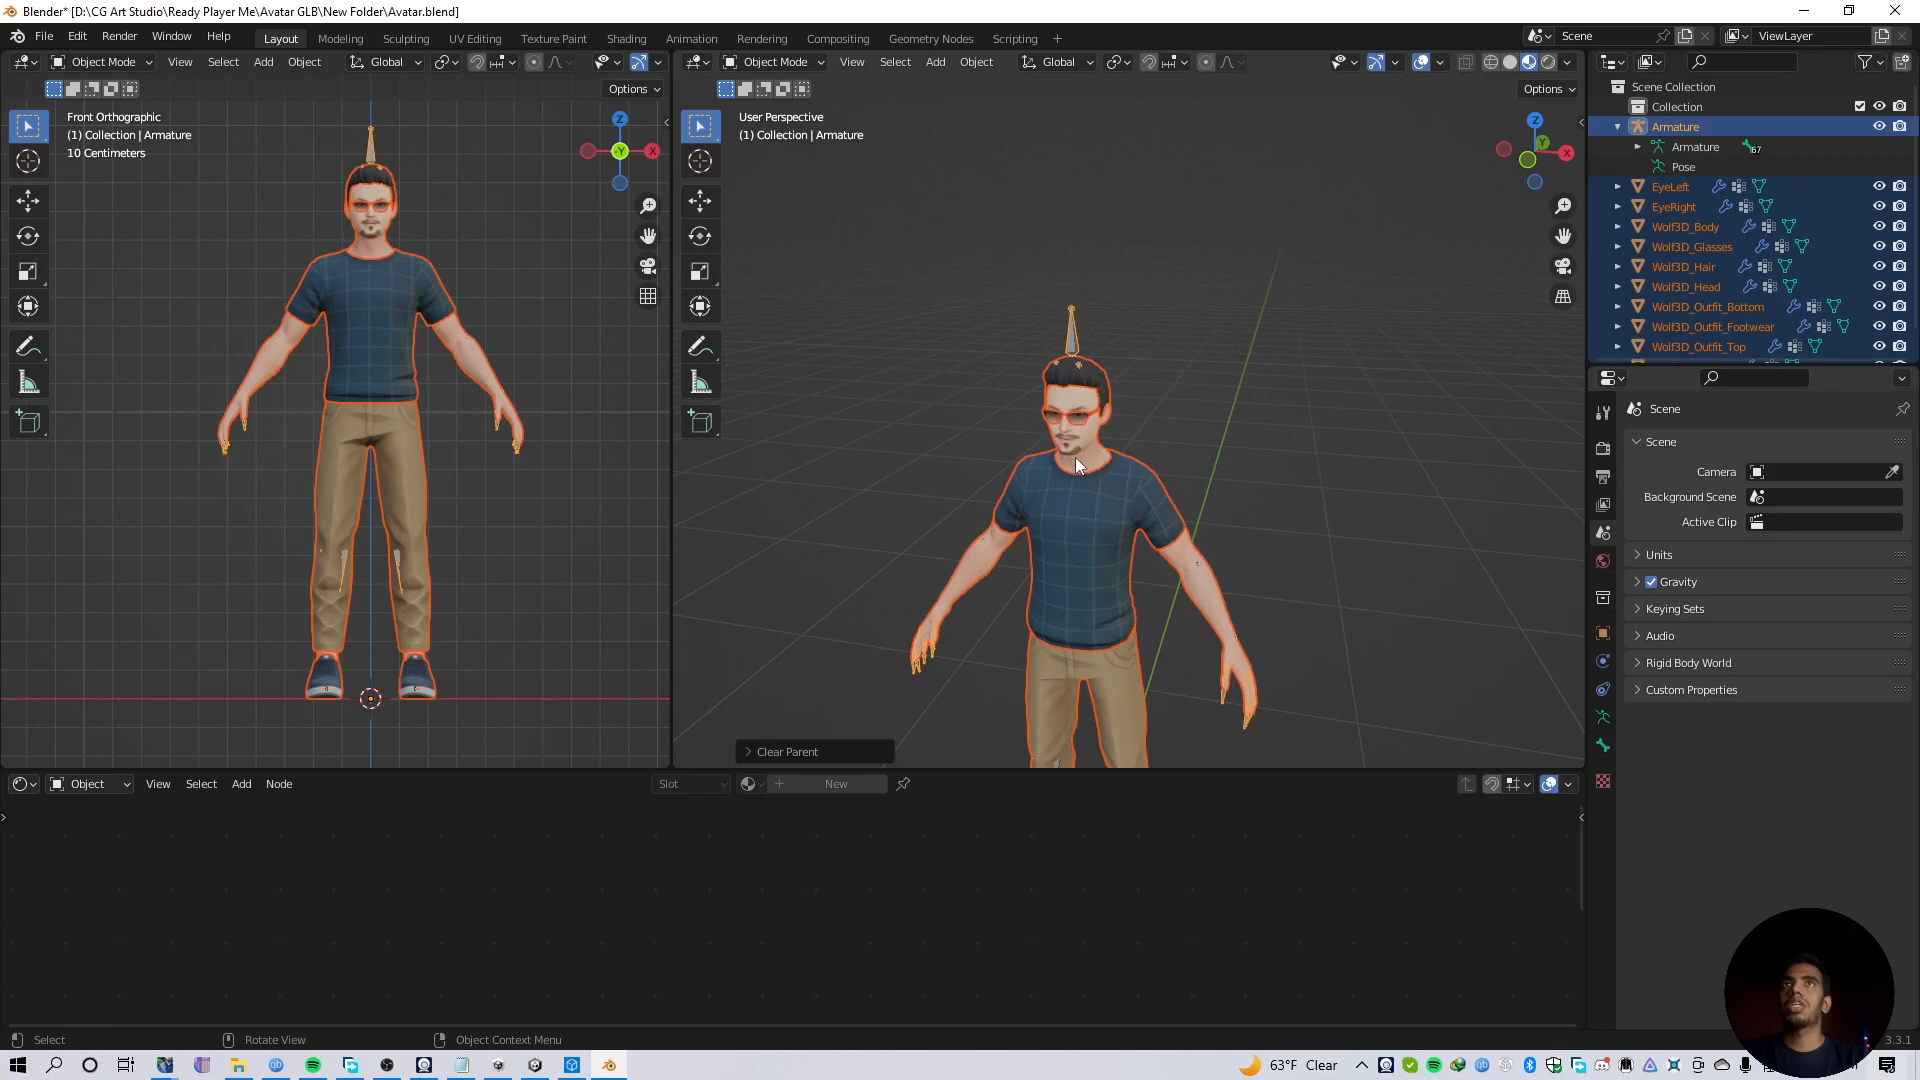 Blender* [D:\CG Art Studio\Ready Player Me\Avatar GLB\New Folder\Avatar.blend]
File Edit Render Window Help
Layout Modeling Sculpting UV Editing Texture Paint Shading Animation Rendering Compositing Geometry Nodes Scripting +
Scene
ViewLayer
Object Mode View Select Add Object Global
Options
Front Orthographic
(1) Collection | Armature
10 Centimeters
Z
-Y
X
Object Mode View Select Add Object Global
Options
User Perspective
(1) Collection | Armature
Z
Y
X
Clear Parent
Scene Collection
Collection
Armature
Armature 67
Pose
EyeLeft
EyeRight
Wolf3D_Body
Wolf3D_Glasses
Wolf3D_Hair
Wolf3D_Head
Wolf3D_Outfit_Bottom
Wolf3D_Outfit_Footwear
Wolf3D_Outfit_Top
Scene
Scene
Camera
Background Scene
Active Clip
Units
Gravity
Keying Sets
Audio
Rigid Body World
Custom Properties
Object View Select Add Node
Slot
New
Select Rotate View Object Context Menu
3.3.1
63°F Clear